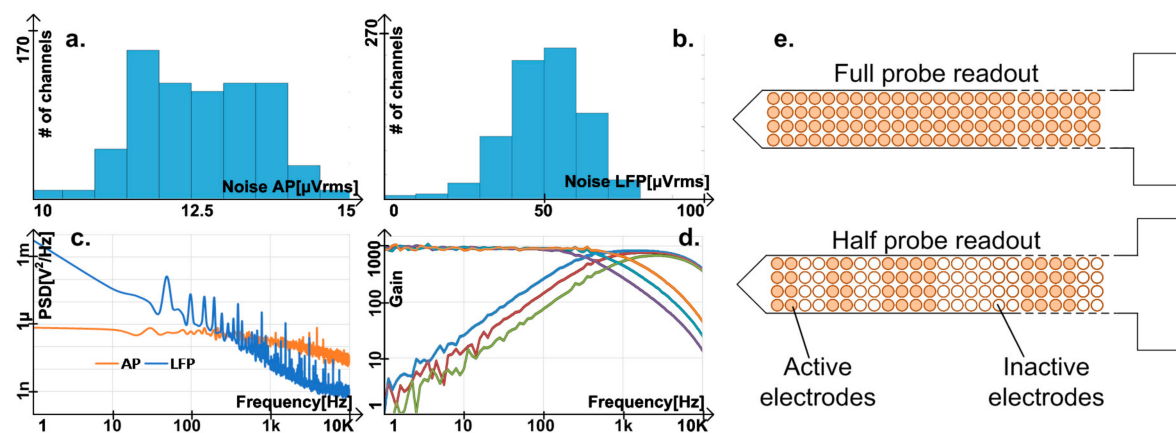 a.
170
# of channels
Noise AP[µVrms]
10
12.5
15
b.
270
# of channels
Noise LFP[µVrms]
0
50
100
c.
PSD[V²/Hz]
1m
1µ
1n
AP
LFP
Frequency[Hz]
1
10
100
1k
10K
d.
Gain
1000
100
10
1
Frequency[Hz]
1
10
100
1k
10K
e.
Full probe readout
Half probe readout
Active
electrodes
Inactive
electrodes